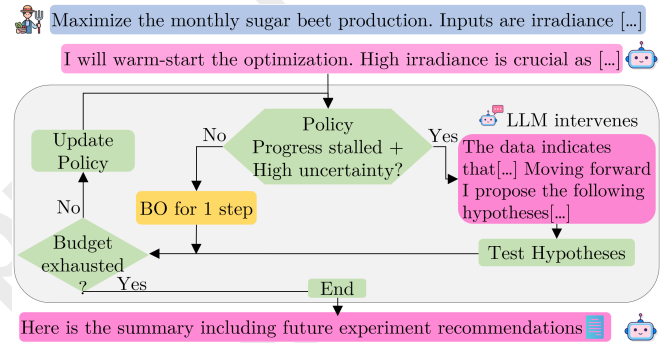 Maximize the monthly sugar beet production. Inputs are irradiance [...]
I will warm-start the optimization. High irradiance is crucial as [...]
Policy
Progress stalled +
High uncertainty?
No
Yes
LLM intervenes
The data indicates
that[...] Moving forward
I propose the following
hypotheses[...]
Update
Policy
BO for 1 step
No
Budget
exhausted
?
Yes
Test Hypotheses
End
Here is the summary including future experiment recommendations